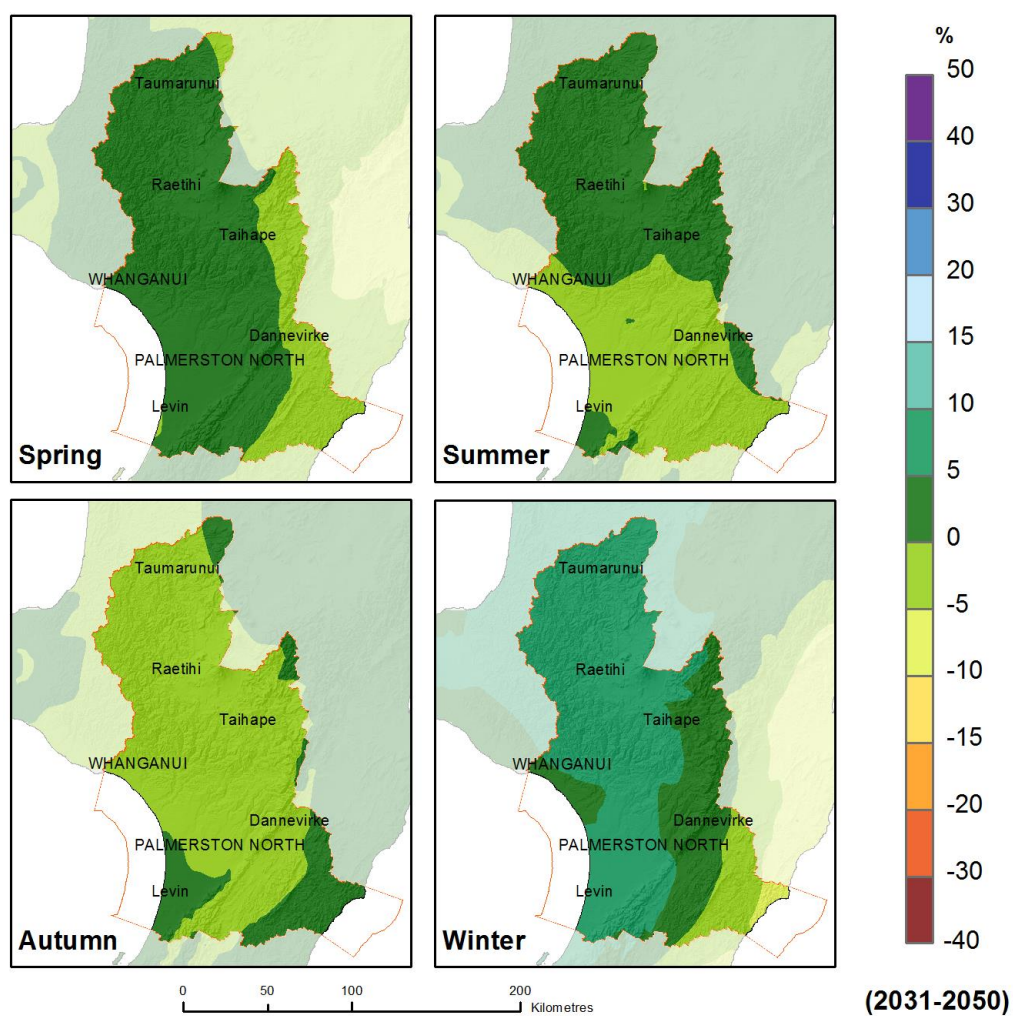 Taumarunui
Raetihi
Taihape
WHANGANUI
Dannevirke
PALMERSTON NORTH
Levin
Spring
Taumarunui
Raetihi
Taihape
WHANGANUI
Dannevirke
PALMERSTON NORTH
Levin
Summer
Taumarunui
Raetihi
Taihape
WHANGANUI
Dannevirke
PALMERSTON NORTH
Levin
Autumn
Taumarunui
Raetihi
Taihape
WHANGANUI
Dannevirke
PALMERSTON NORTH
Levin
Winter
%
50
40
30
20
15
10
5
0
-5
-10
-15
-20
-30
-40
0 50 100 200
Kilometres
(2031-2050)